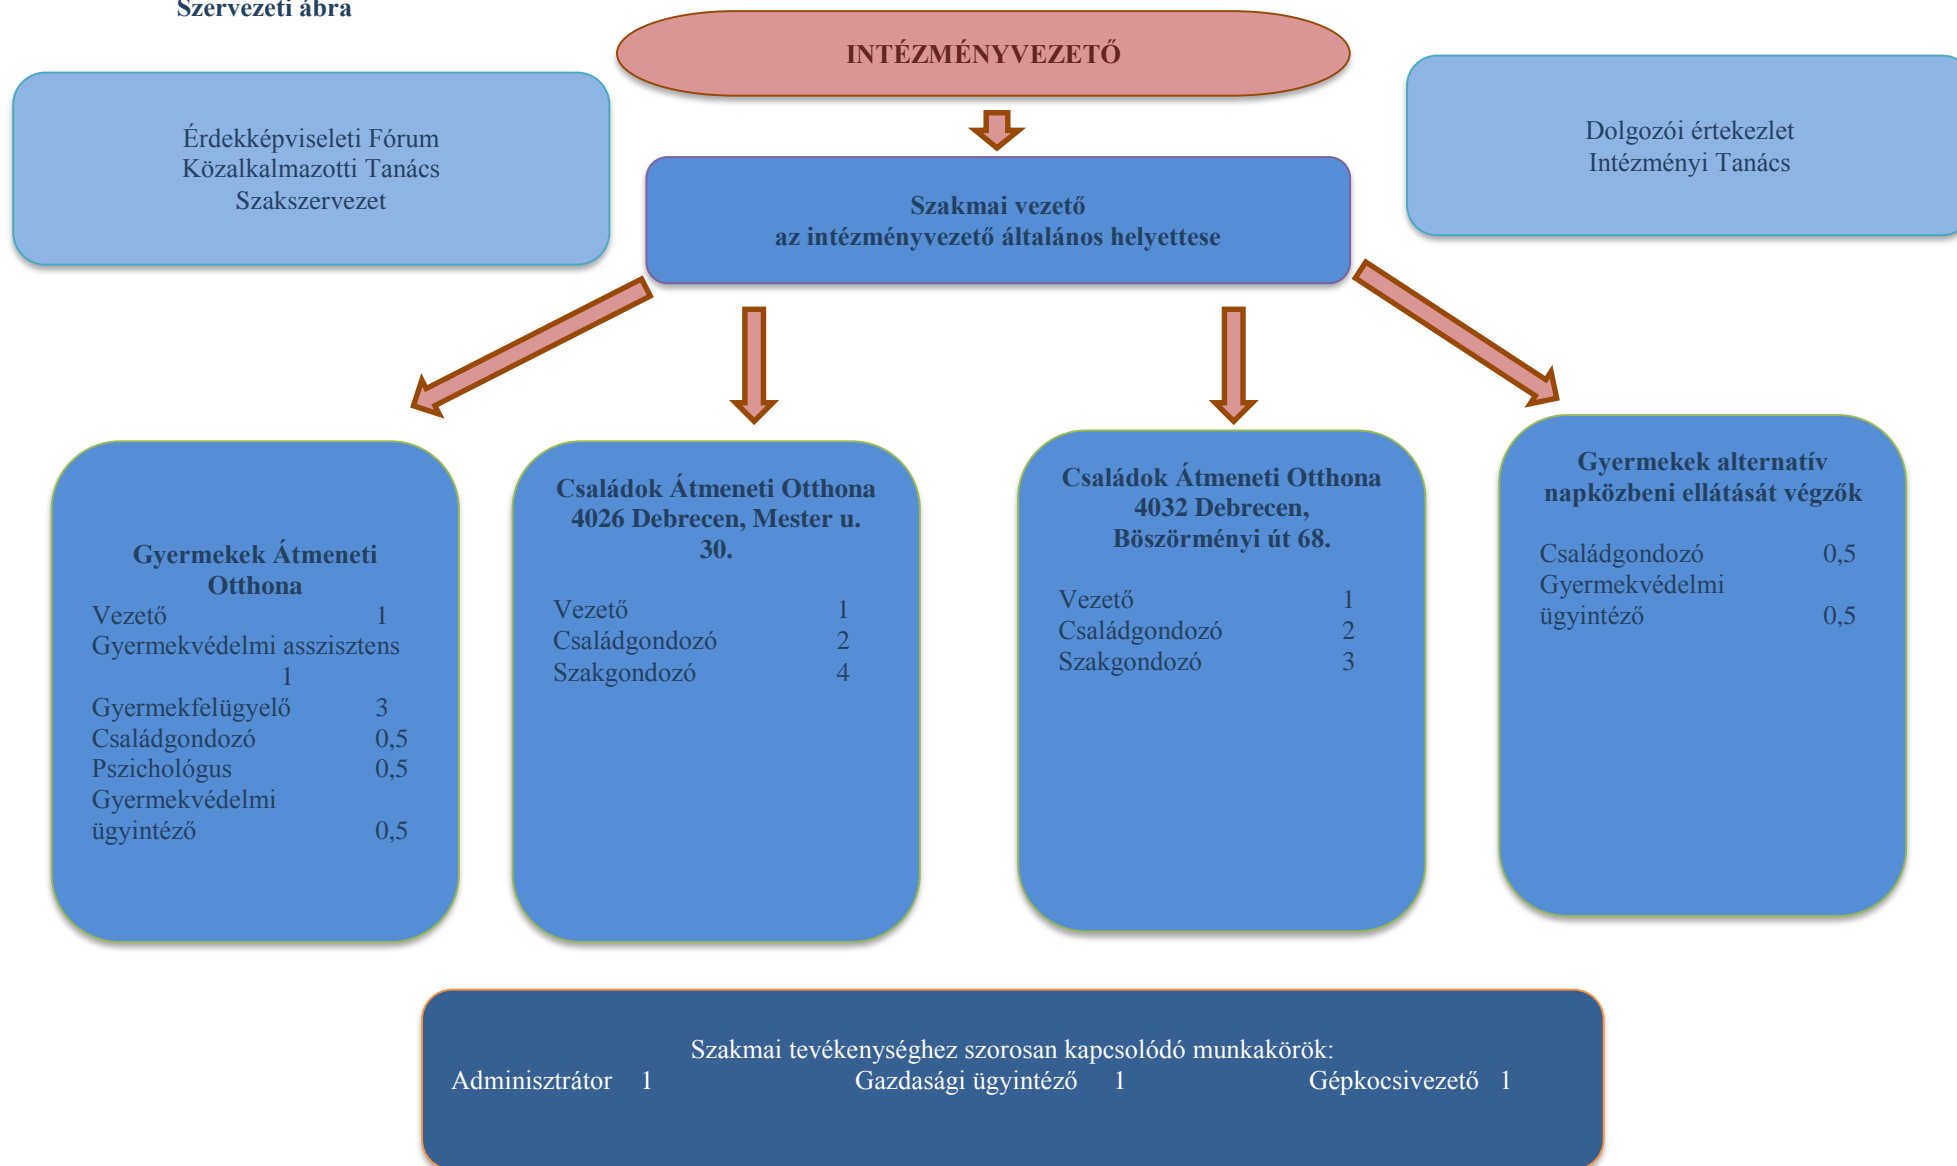 Szervezeti ábra
INTÉZMÉNYVEZETŐ
Érdekképviseleti Fórum
Közalkalmazotti Tanács
Szakszervezet
Dolgozói értekezlet
Intézményi Tanács
Szakmai vezető
az intézményvezető általános helyettese
Gyermekek Átmeneti
Otthona
Vezető 1
Gyermekvédelmi asszisztens
1
Gyermekfelügyelő 3
Családgondozó 0,5
Pszichológus 0,5
Gyermekvédelmi
ügyintéző 0,5
Családok Átmeneti Otthona
4026 Debrecen, Mester u.
30.
Vezető 1
Családgondozó 2
Szakgondozó 4
Családok Átmeneti Otthona
4032 Debrecen,
Böszörményi út 68.
Vezető 1
Családgondozó 2
Szakgondozó 3
Gyermekek alternatív
napközbeni ellátását végzők
Családgondozó 0,5
Gyermekvédelmi
ügyintéző 0,5
Szakmai tevékenységhez szorosan kapcsolódó munkakörök:
Adminisztrátor 1 Gazdasági ügyintéző 1 Gépkocsivezető 1